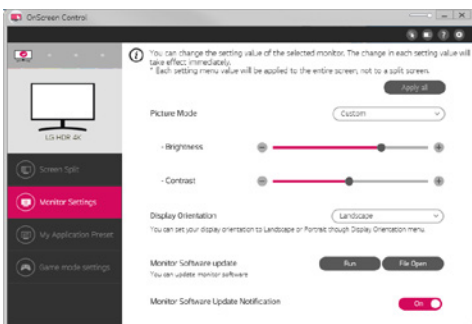 OnScreen Control
You can change the setting value of the selected monitor. The change in each setting value will
take effect immediately.
* Each setting menu value will be applied to the entire screen; not to a split screen.
Apply all
Picture Mode
Custom
LG HDR 4K
- Brightness
Screen Split
- Contrast
Monitor Settings
Display Orientation
Landscape
You can set your display orientation to Landscape or Portrait though Display Orientation menu.
My Application Preset
Monitor Software update
Run
File Open
You can update monitor software
Game mode settings
Monitor Software Update Notification
On